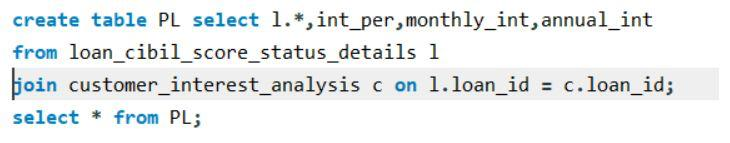 create table PL select l.*,int_per,monthly_int,annual_int
from loan_cibil_score_status_details l
join customer_interest_analysis c on l.loan_id = c.loan_id;
select * from PL;